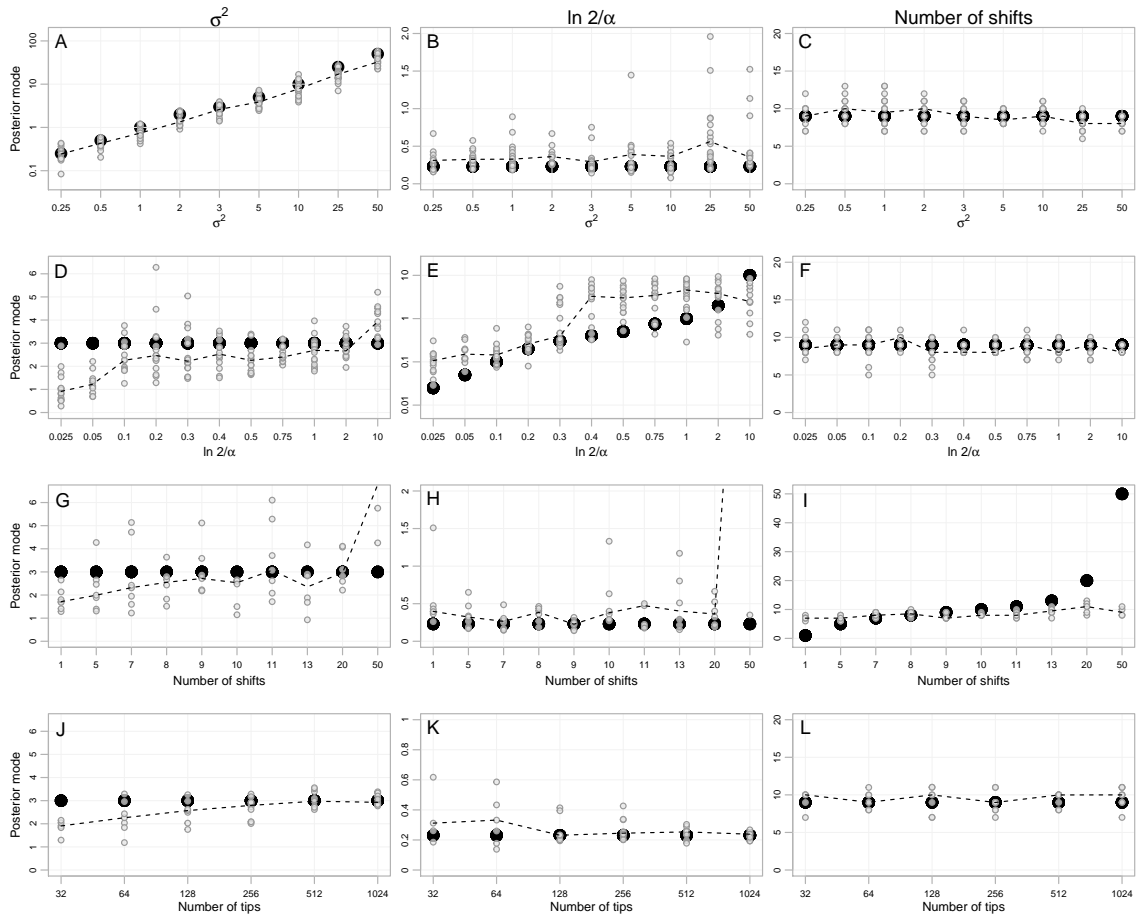 σ² ln 2/α Number of shifts
A B C
Posterior mode
0.1 1 10 100
0.0 0.5 1.0 1.5 2.0
0 5 10 15 20
0.25 0.5 1 2 3 5 10 25 50
0.25 0.5 1 2 3 5 10 25 50
0.25 0.5 1 2 3 5 10 25 50
σ² σ² σ²
D E F
Posterior mode
0 1 2 3 4 5 6
0.01 0.1 1 10
0 5 10 15 20
0.025 0.05 0.1 0.2 0.3 0.4 0.5 0.75 1 2 10
0.025 0.05 0.1 0.2 0.3 0.4 0.5 0.75 1 2 10
0.025 0.05 0.1 0.2 0.3 0.4 0.5 0.75 1 2 10
ln 2/α ln 2/α ln 2/α
G H I
Posterior mode
0 1 2 3 4 5 6
0 0.5 1 1.5 2
0 10 20 30 40 50
1 5 7 8 9 10 11 13 20 50
1 5 7 8 9 10 11 13 20 50
1 5 7 8 9 10 11 13 20 50
Number of shifts Number of shifts Number of shifts
J K L
Posterior mode
0 1 2 3 4 5 6
0 0.2 0.4 0.6 0.8 1
0 5 10 15 20
32 64 128 256 512 1024
32 64 128 256 512 1024
32 64 128 256 512 1024
Number of tips Number of tips Number of tips